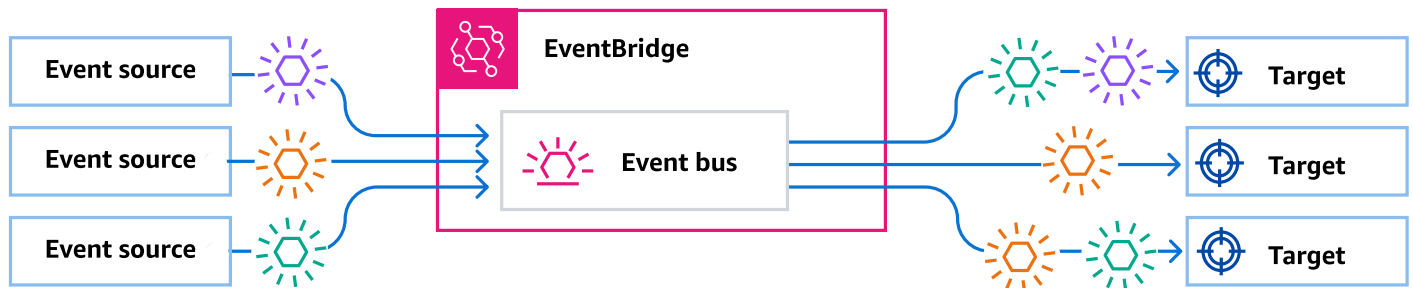 EventBridge
Event source
Event source
Event source
Event bus
Target
Target
Target